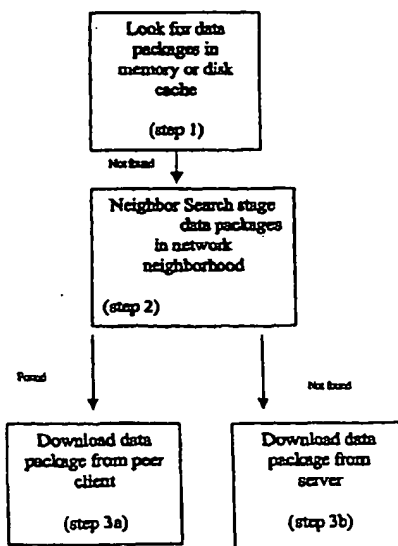 Look for data
packages in
memory or disk
cache
(step 1)
Not found
Neighbor Search stage
data packages
in network
neighborhood
(step 2)
Found
Not found
Download data
package from peer
client
(step 3a)
Download data
package from
server
(step 3b)